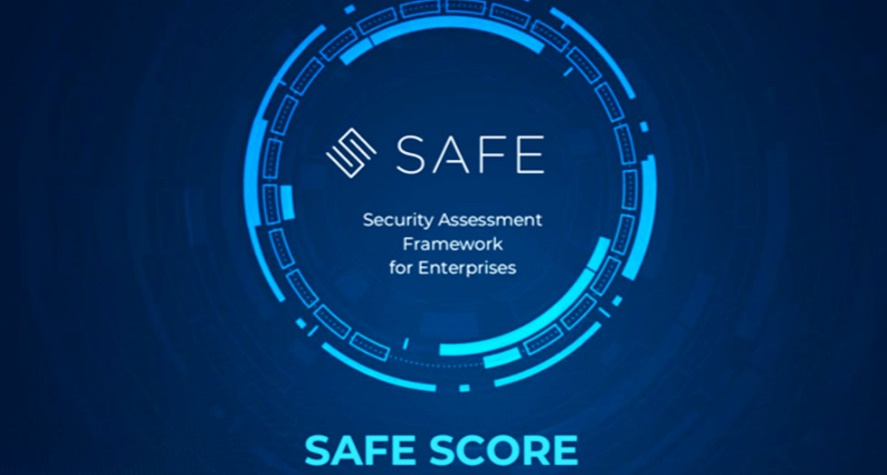 SAFE
Security Assessment
Framework
for Enterprises
SAFE SCORE